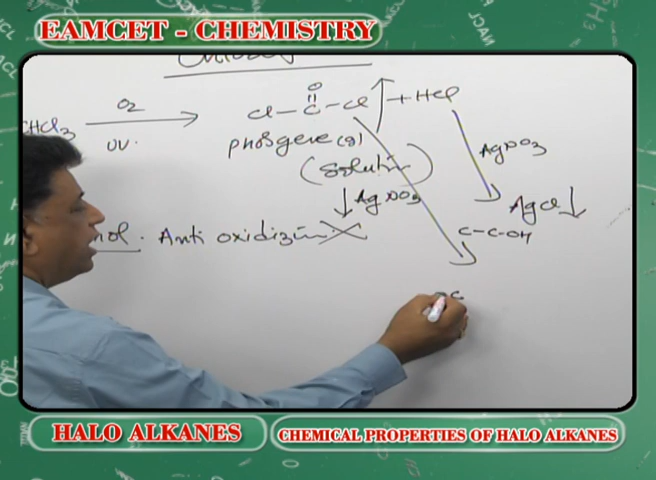 EAMCET - CHEMISTRY
CHCl3 O2 UV. Cl-C-Cl + HCl
O
phosgene (g)
(Solution)
AgNO3
AgNO3
AgCl
C-C-OH
nol. Anti oxidizin
C
HALO ALKANES
CHEMICAL PROPERTIES OF HALO ALKANES